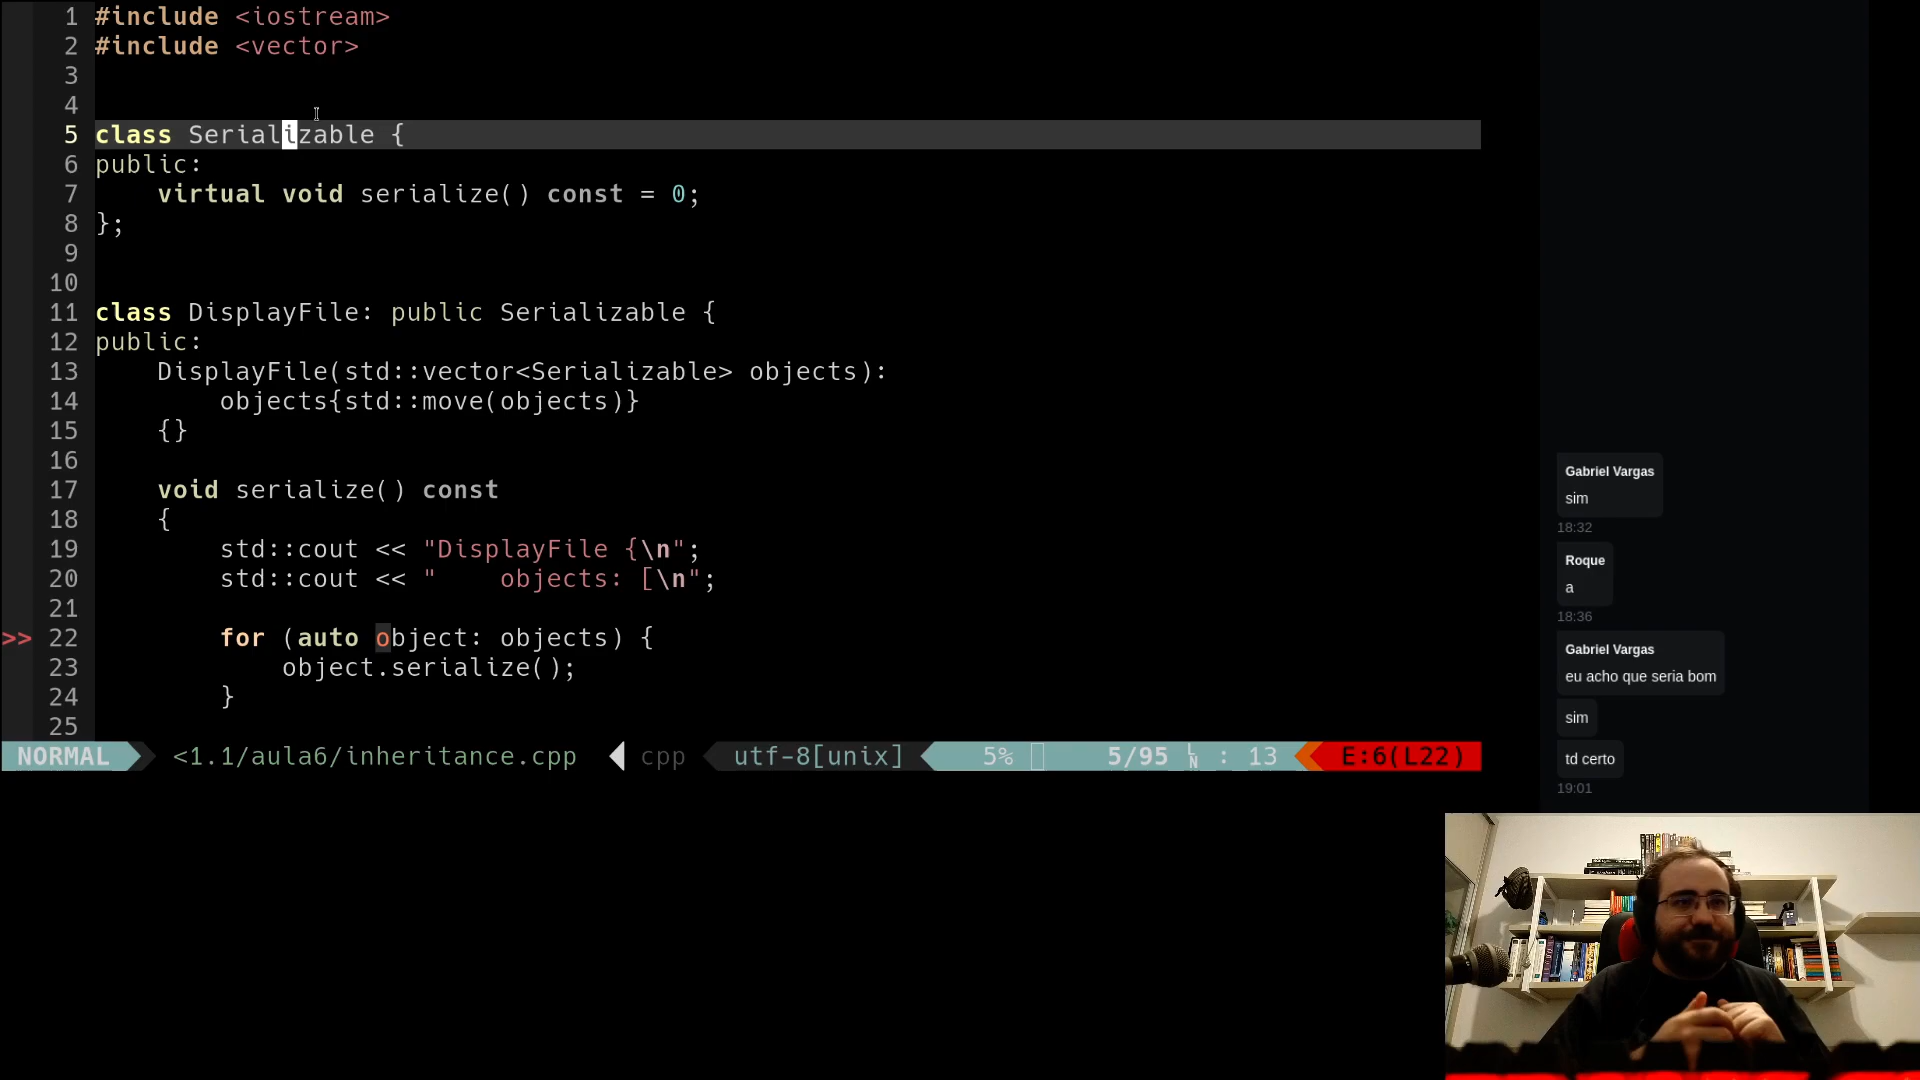 1 #include <iostream>
2 #include <vector>
3
4
5 class Serializable {
6 public:
7     virtual void serialize() const = 0;
8 };
9
10
11 class DisplayFile: public Serializable {
12 public:
13     DisplayFile(std::vector<Serializable> objects):
14         objects{std::move(objects)}
15     {}
16
17     void serialize() const
18     {
19         std::cout << "DisplayFile {\n";
20         std::cout << "    objects: [\n";
21
>> 22         for (auto object: objects) {
23             object.serialize();
24         }
25
NORMAL <1.1/aula6/inheritance.cpp cpp utf-8[unix] 5% 5/95 LN : 13 E:6(L22)
Gabriel Vargas
sim
18:32
Roque
a
18:36
Gabriel Vargas
eu acho que seria bom
sim
td certo
19:01